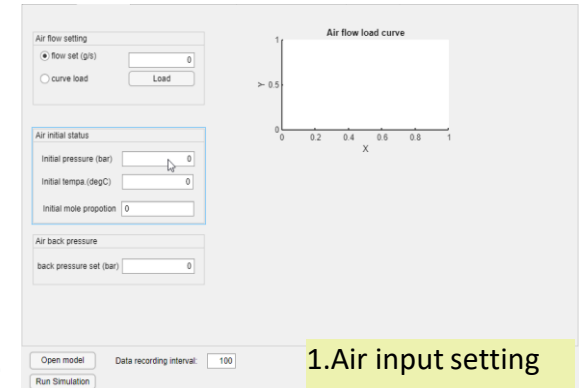 Air flow setting
flow set (g/s) 0
curve load Load
Air initial status
Initial pressure (bar) 0
Initial tempa.(degC) 0
Initial mole propotion 0
Air back pressure
back pressure set (bar) 0
Air flow load curve
1
Y 0.5
0
0 0.2 0.4 0.6 0.8 1
X
Open model Data recording interval: 100
Run Simulation
1.Air input setting